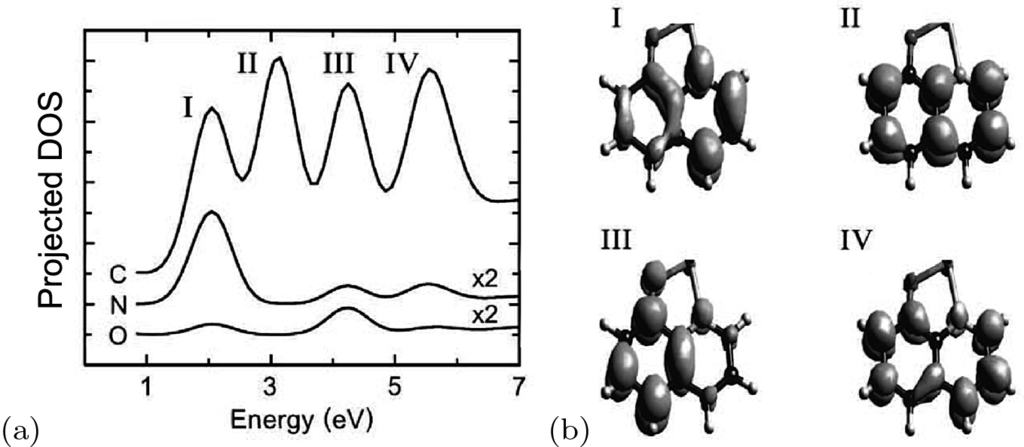 I II III IV
Projected DOS
C
N x2
O x2
1 3 5 7
Energy (eV)
(a)
I II
III IV
(b)